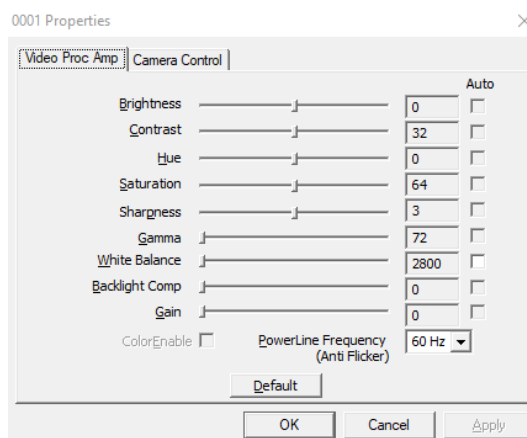 0001 Properties
Video Proc Amp Camera Control
Auto
Brightness 0
Contrast 32
Hue 0
Saturation 64
Sharpness 3
Gamma 72
White Balance 2800
Backlight Comp 0
Gain 0
ColorEnable PowerLine Frequency 60 Hz
(Anti Flicker)
Default
OK Cancel Apply